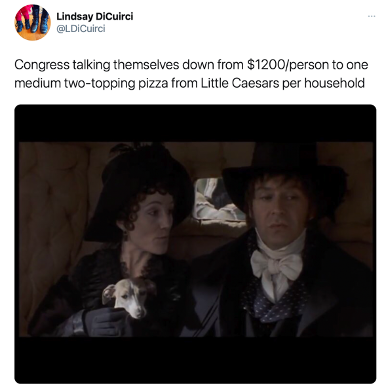 Lindsay DiCuirci
@LDiCuirci
Congress talking themselves down from $1200/person to one
medium two-topping pizza from Little Caesars per household